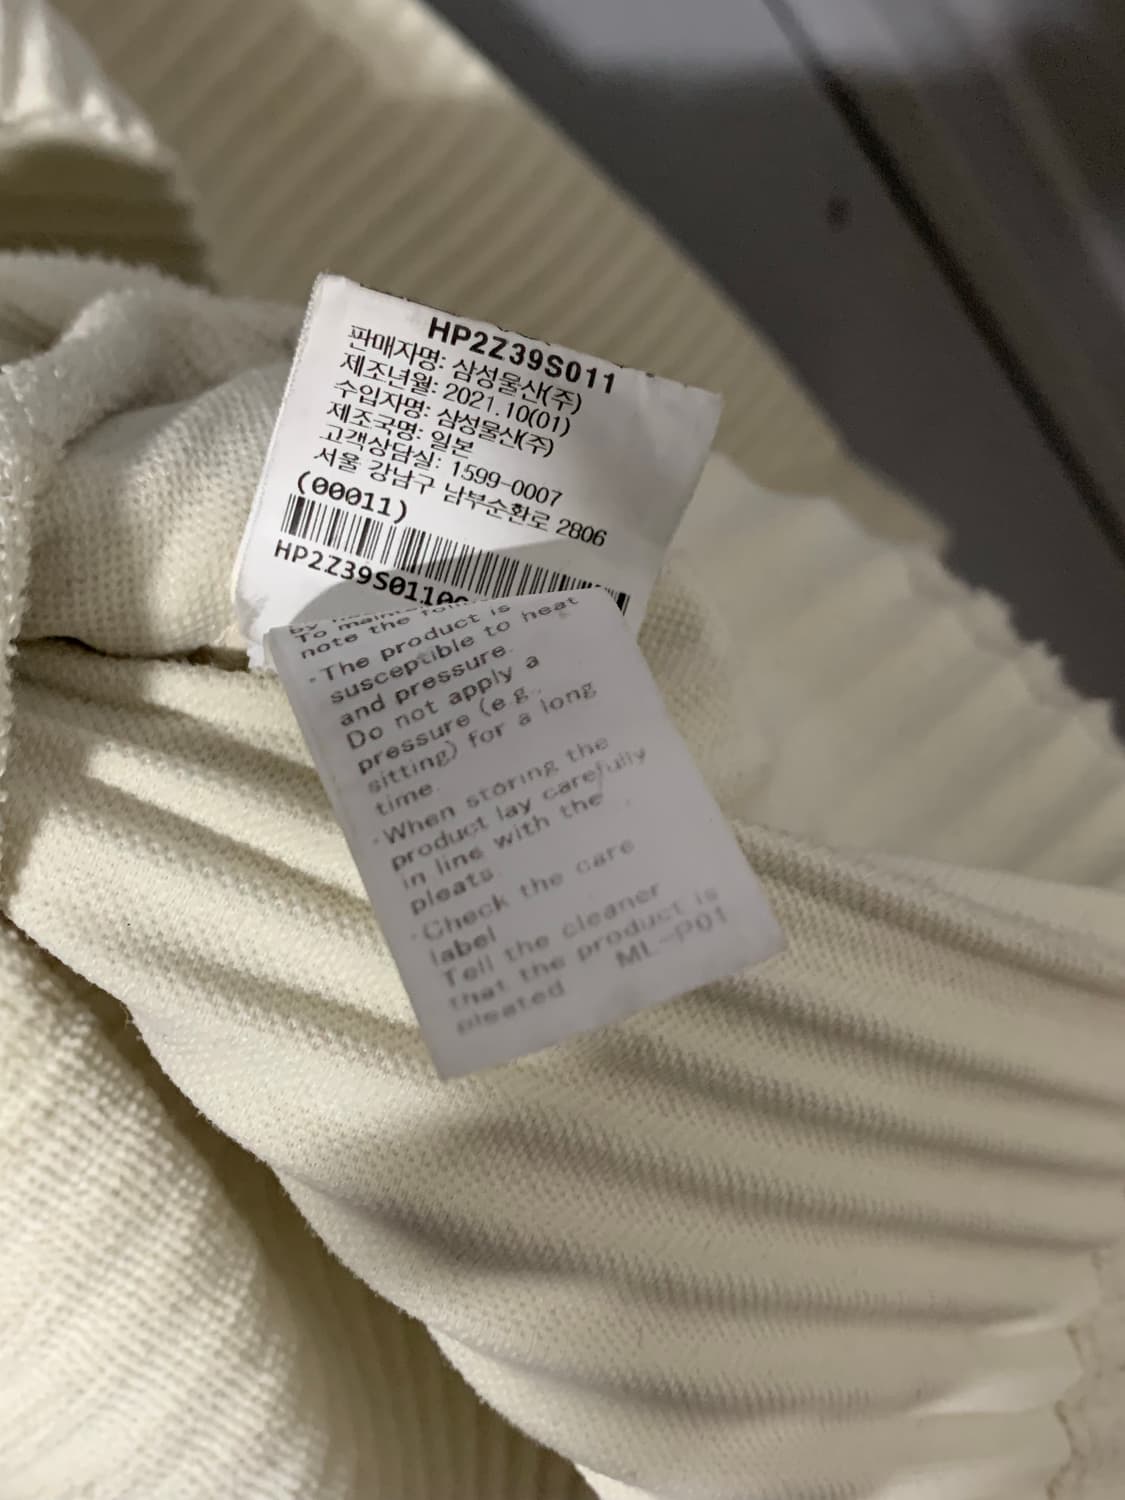 HP2Z39S011
판매자명: 삼성물산(주)
제조년월: 2021.10(01)
수입자명: 삼성물산(주)
제조국명: 일본
고객상담실: 1599-0007
서울 강남구 남부순환로 2806
(00011)
HP2Z39S0110
by
To maint
note the
·The product is
susceptible to heat
and pressure.
Do not apply a
pressure (e.g.,
sitting) for a long
time.
·When storing the
product lay carefully
in line with the
pleats.
·Check the care
label
Tell the cleaner
that the product is
pleated
ML-P01